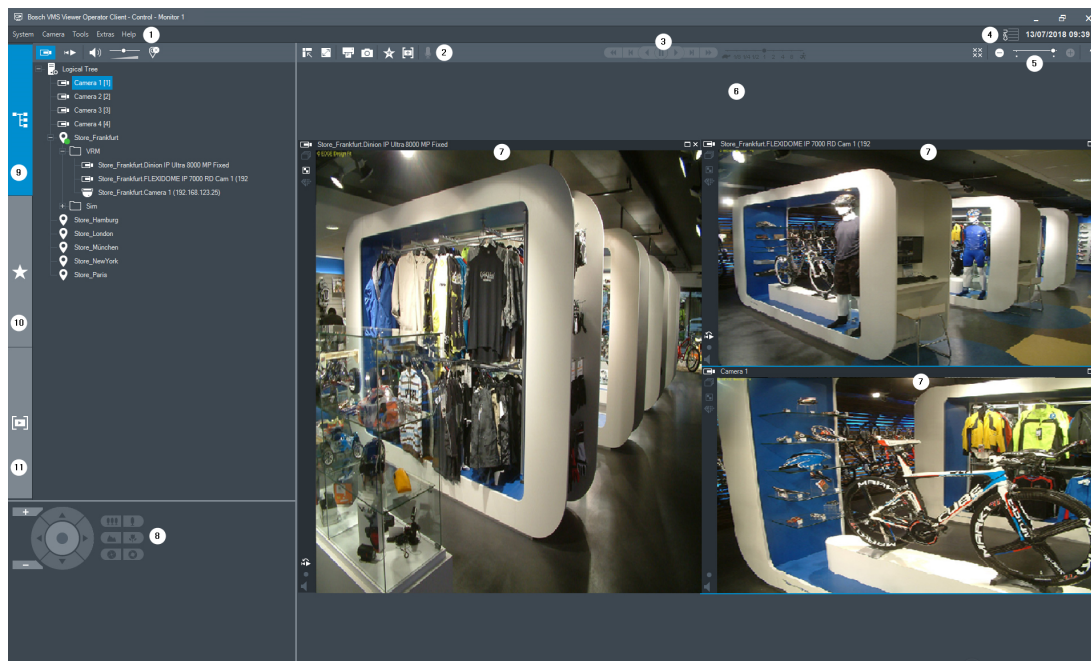 Bosch VMS Viewer Operator Client - Control - Monitor 1
System Camera Tools Extras Help 1
4 13/07/2018 09:39
2
3
5
6
Logical Tree
Camera 1 [1]
Camera 2 [2]
Camera 3 [3]
Camera 4 [4]
Store_Frankfurt
VRM
Store_Frankfurt.Dinion IP Ultra 8000 MP Fixed
Store_Frankfurt.FLEXIDOME IP 7000 RD Cam 1 (192
Store_Frankfurt.Camera 1 (192.168.123.25)
Sim
Store_Hamburg
Store_London
Store_München
Store_NewYork
Store_Paris
9
10
11
8
Store_Frankfurt.Dinion IP Ultra 8000 MP Fixed
7
Store_Frankfurt.FLEXIDOME IP 7000 RD Cam 1 (192
7
Camera 1
7
CUBE